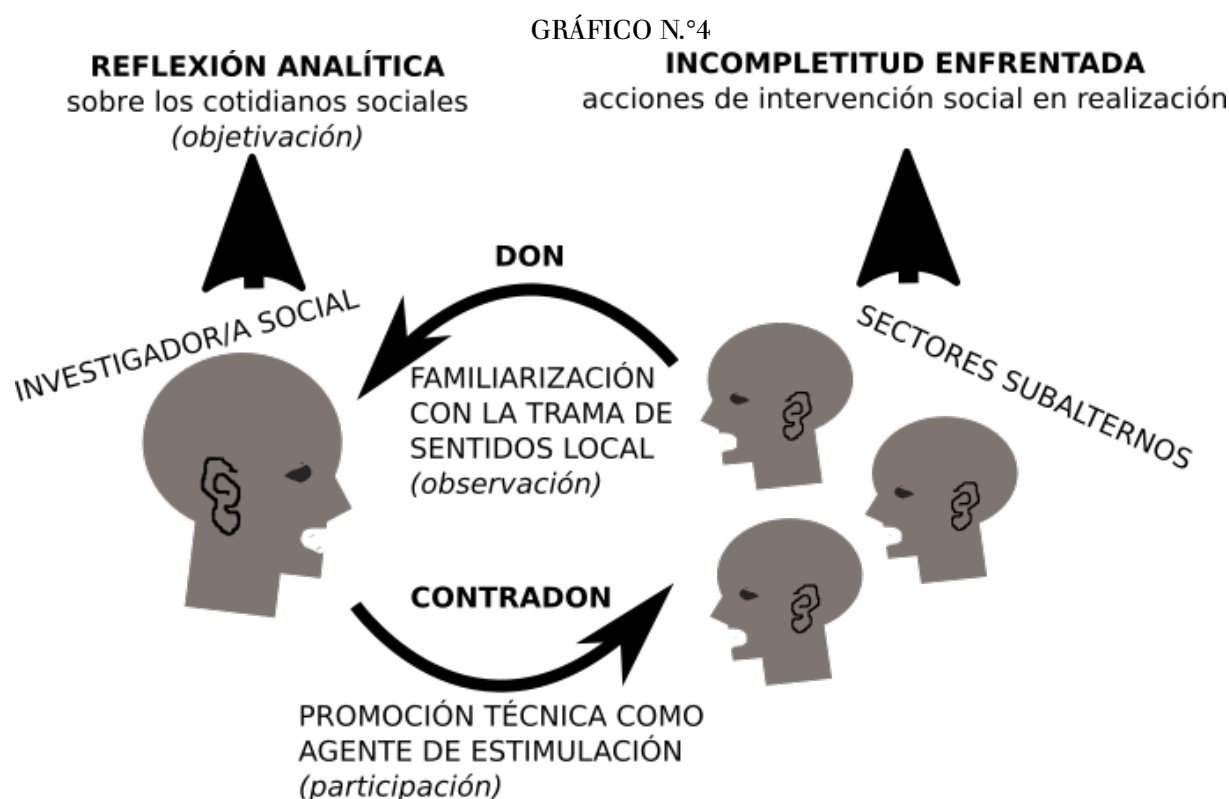 GRÁFICO N.°4
REFLEXIÓN ANALÍTICA
sobre los cotidianos sociales
(objetivación)
INCOMPLETITUD ENFRENTADA
acciones de intervención social en realización
DON
INVESTIGADOR/A SOCIAL
SECTORES SUBALTERNOS
FAMILIARIZACIÓN
CON LA TRAMA DE
SENTIDOS LOCAL
(observación)
CONTRADON
PROMOCIÓN TÉCNICA COMO
AGENTE DE ESTIMULACIÓN
(participación)